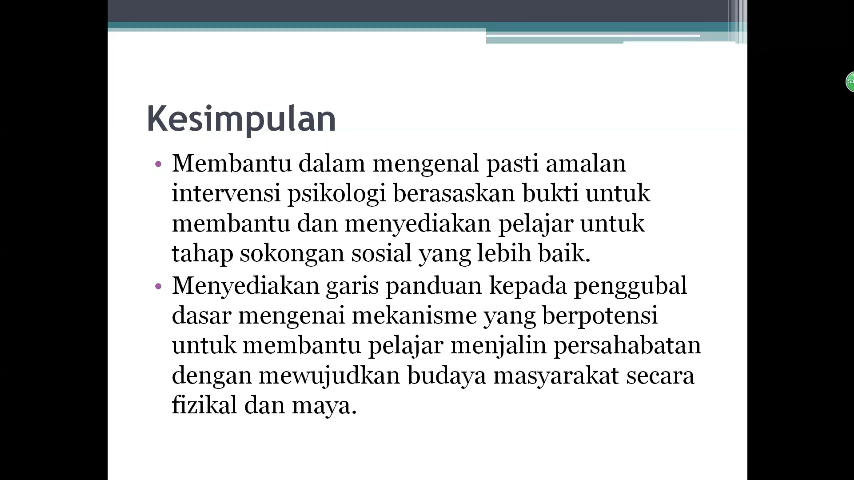 Kesimpulan
• Membantu dalam mengenal pasti amalan
intervensi psikologi berasaskan bukti untuk
membantu dan menyediakan pelajar untuk
tahap sokongan sosial yang lebih baik.
• Menyediakan garis panduan kepada penggubal
dasar mengenai mekanisme yang berpotensi
untuk membantu pelajar menjalin persahabatan
dengan mewujudkan budaya masyarakat secara
fizikal dan maya.